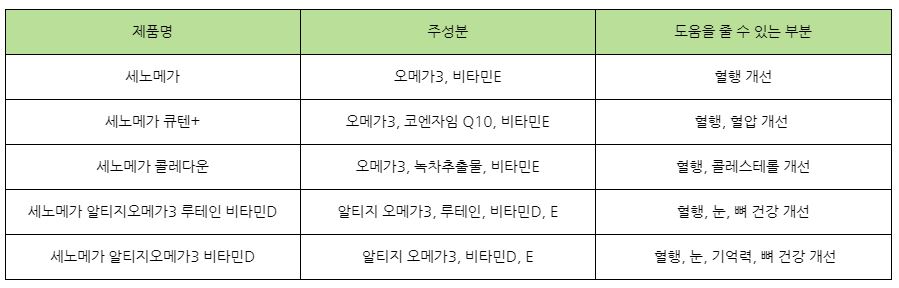 제품명 주성분 도움을 줄 수 있는 부분
세노메가 오메가3, 비타민E 혈행 개선
세노메가 큐텐+ 오메가3, 코엔자임 Q10, 비타민E 혈행, 혈압 개선
세노메가 콜레다운 오메가3, 녹차추출물, 비타민E 혈행, 콜레스테롤 개선
세노메가 알티지오메가3 루테인 비타민D 알티지 오메가3, 루테인, 비타민D, E 혈행, 눈, 뼈 건강 개선
세노메가 알티지오메가3 비타민D 알티지 오메가3, 비타민D, E 혈행, 눈, 기억력, 뼈 건강 개선